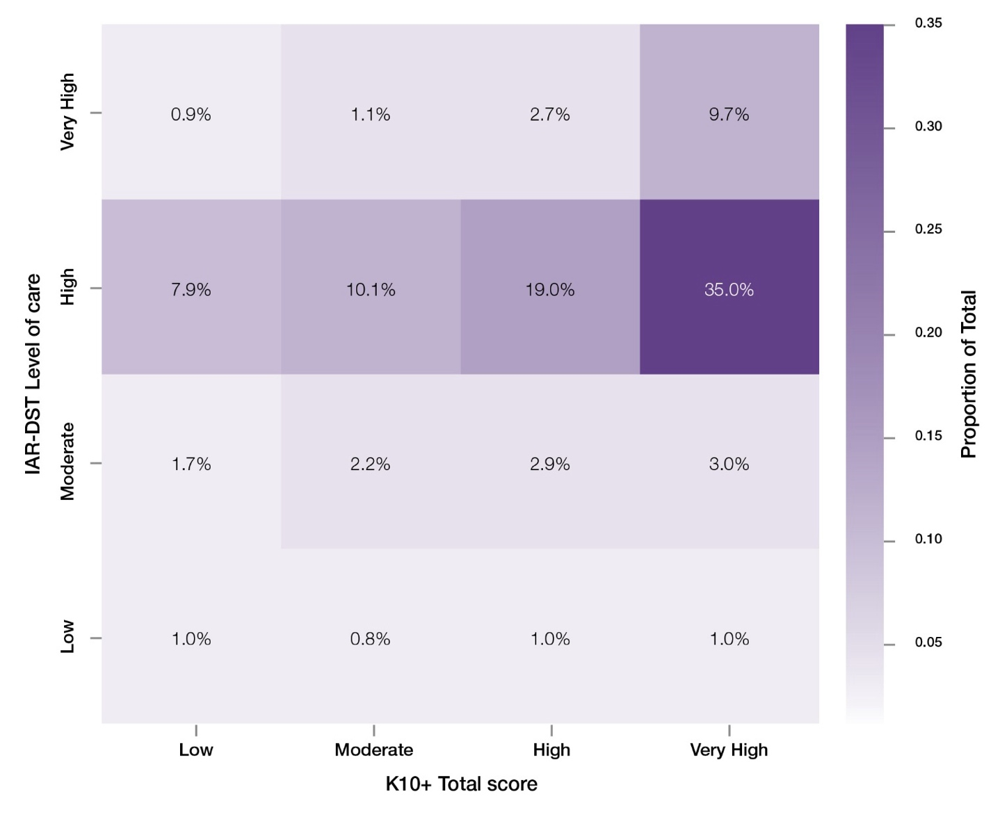 IAR-DST Level of care
Very High
0.9% 1.1% 2.7% 9.7%
High
7.9% 10.1% 19.0% 35.0%
Moderate
1.7% 2.2% 2.9% 3.0%
Low
1.0% 0.8% 1.0% 1.0%
Low Moderate High Very High
K10+ Total score
0.35
0.30
0.25
0.20
0.15
0.10
0.05
Proportion of Total